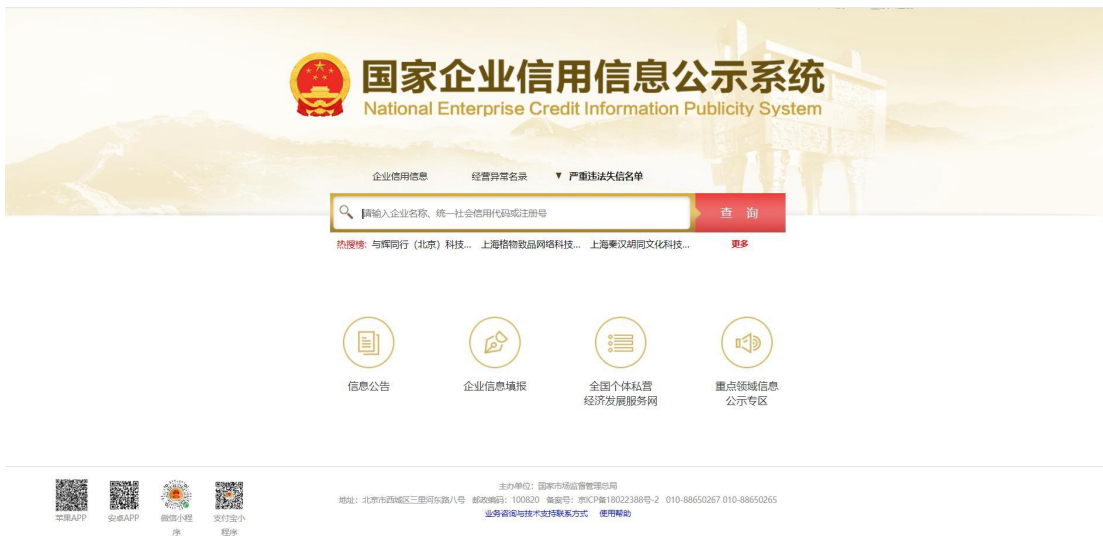 国家企业信用信息公示系统
National Enterprise Credit Information Publicity System
企业信用信息 经营异常名录 ▼ 严重违法失信名单
请输入企业名称、统一社会信用代码或注册号 查 询
热搜榜: 与辉同行（北京）科技... 上海格物致品网络科技... 上海秦汉胡同文化科技... 更多
信息公告 企业信息填报 全国个体私营 重点领域信息
经济发展服务网 公示专区
主办单位：国家市场监督管理总局
地址：北京市西城区三里河东路八号 邮政编码：100820 备案号：京ICP备18022388号-2 010-88650267 010-88650265
业务咨询与技术支持联系方式 使用帮助
苹果APP 安卓APP 微信小程 支付宝小
序 程序